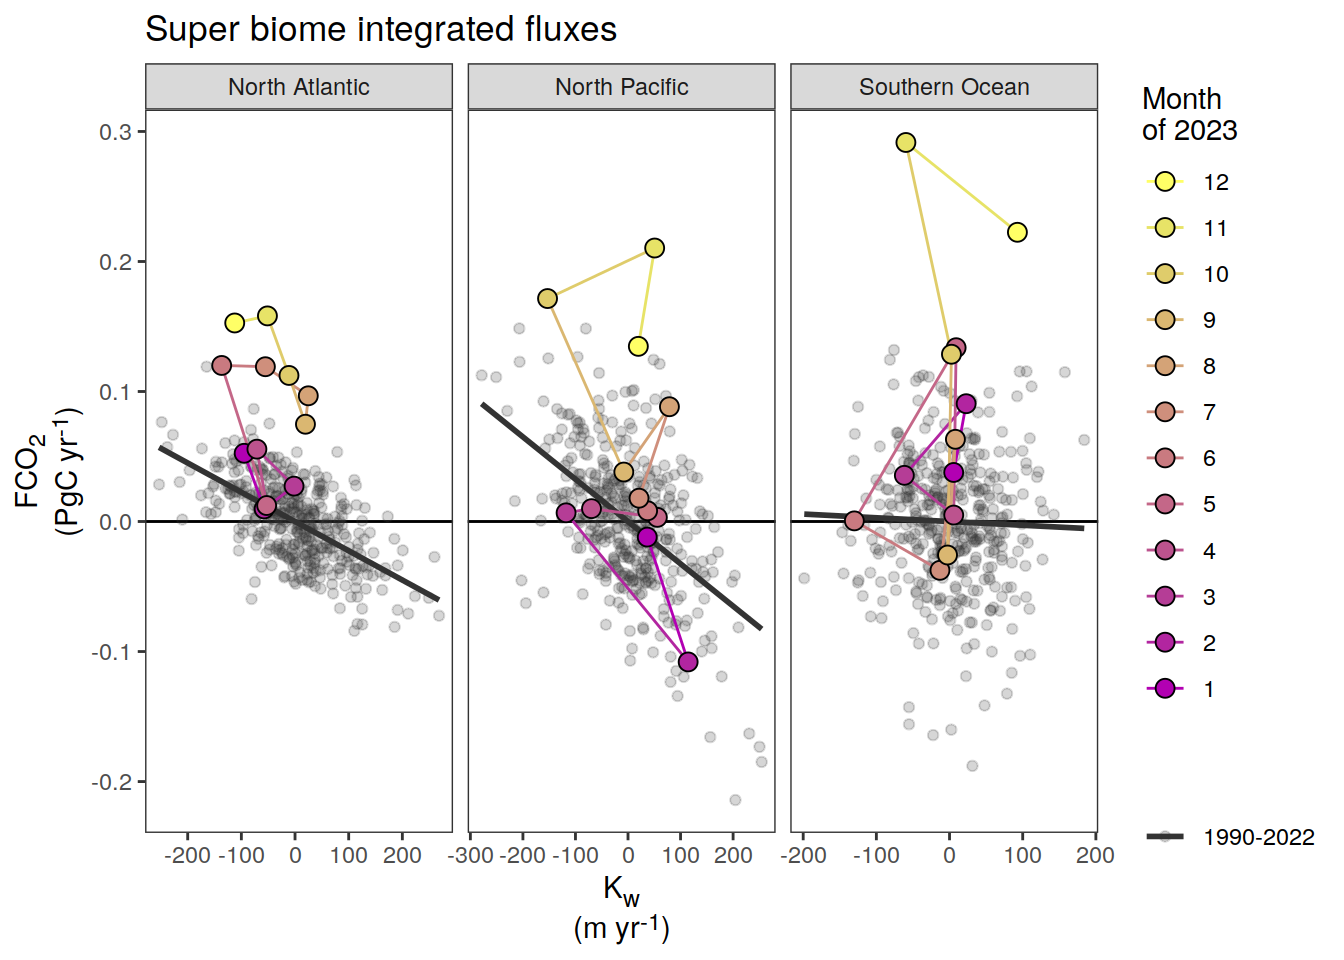 Super biome integrated fluxes
North Atlantic
North Pacific
Southern Ocean
0.3
0.2
0.1
0.0
-0.1
-0.2
FCO2
(PgC yr-1)
-200 -100 0 100 200
-300 -200 -100 0 100 200
-200 -100 0 100 200
Kw
(m yr-1)
Month
of 2023
12
11
10
9
8
7
6
5
4
3
2
1
1990-2022